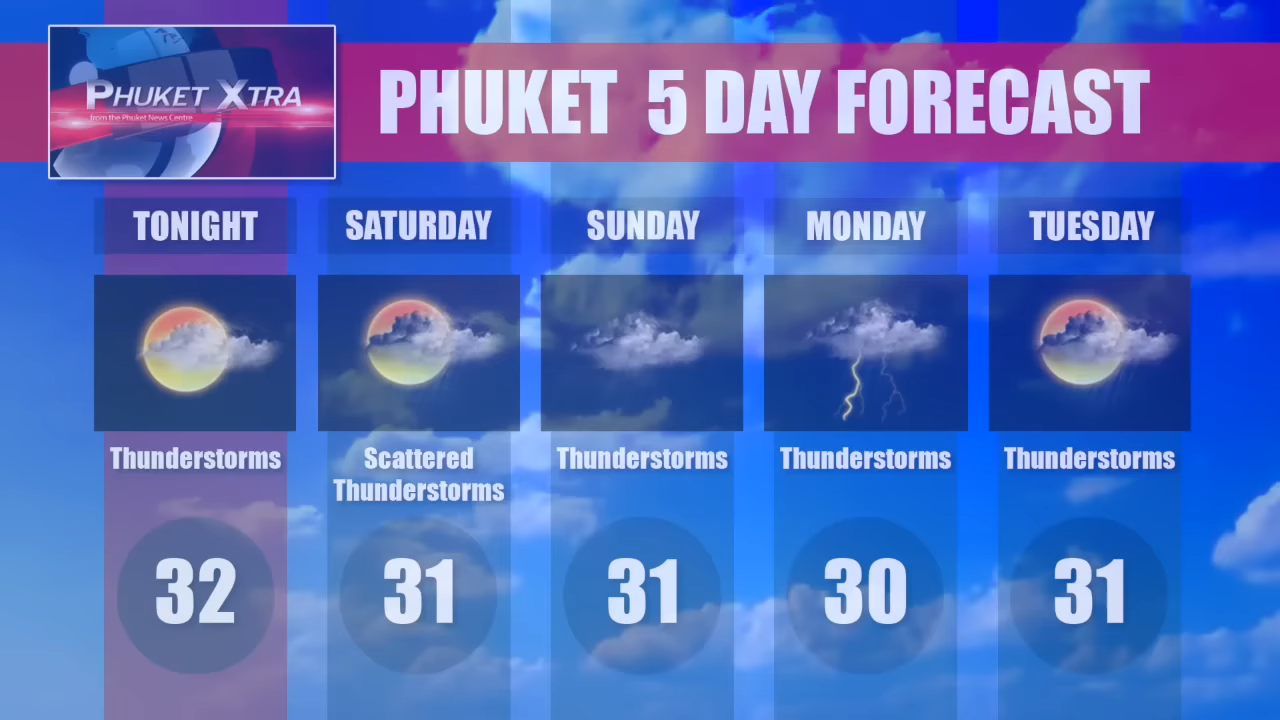 PHUKET XTRA
from the Phuket News Centre
PHUKET 5 DAY FORECAST
TONIGHT
SATURDAY
SUNDAY
MONDAY
TUESDAY
Thunderstorms
Scattered
Thunderstorms
Thunderstorms
Thunderstorms
Thunderstorms
32
31
31
30
31